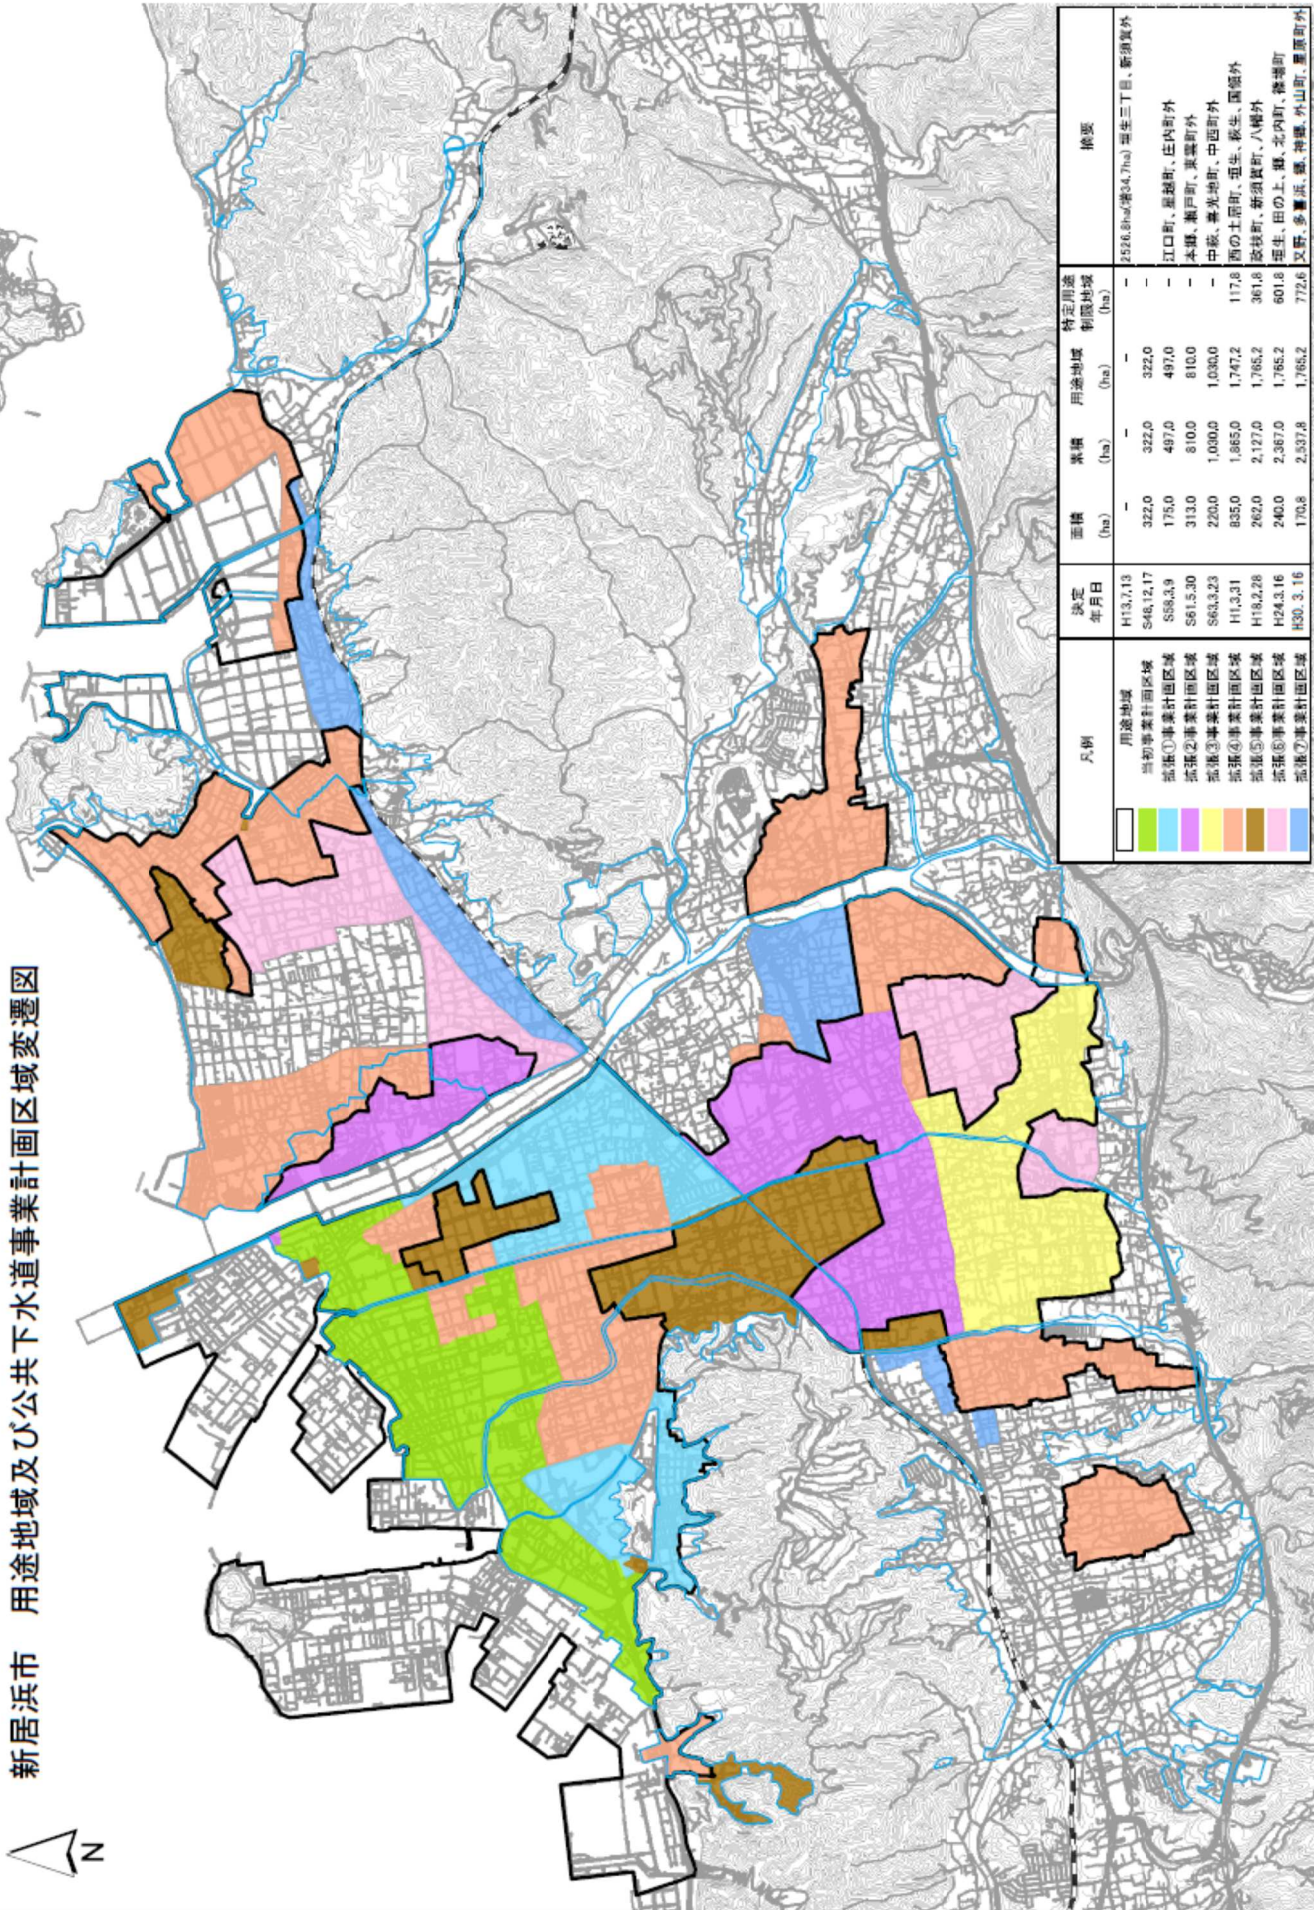 新居浜市　用途地域及び公共下水道事業計画区域変遷図
N
凡例 決定年月日 面積(ha) 累積(ha) 用途地域(ha) 特定用途制限地域(ha) 摘要
用途地域 H13.7.13 － － － － 2526.8ha(増34.7ha) 垣生三丁目、新須賀外
当初事業計画区域 S48.12.17 322.0 322.0 322.0 －
拡張①事業計画区域 S58.3.9 175.0 497.0 497.0 － 江口町、星越町、庄内町外
拡張②事業計画区域 S61.5.30 313.0 810.0 810.0 － 本郷、瀬戸町、東雲町外
拡張③事業計画区域 S63.3.23 220.0 1,030.0 1,030.0 － 中萩、喜光地町、中西町外
拡張④事業計画区域 H1.3.31 835.0 1,865.0 1,747.2 117.8 西の土居町、垣生、萩生、国領外
拡張⑤事業計画区域 H18.2.28 262.0 2,127.0 1,765.2 361.8 政枝町、新須賀町、八幡外
拡張⑥事業計画区域 H24.3.16 240.0 2,367.0 1,765.2 601.8 垣生、田の上、郷、北内町、篠場町
拡張⑦事業計画区域 H30.3.16 170.8 2,537.8 1,765.2 772.6 又野、多喜浜、郷、神郷、外山町、星原町外